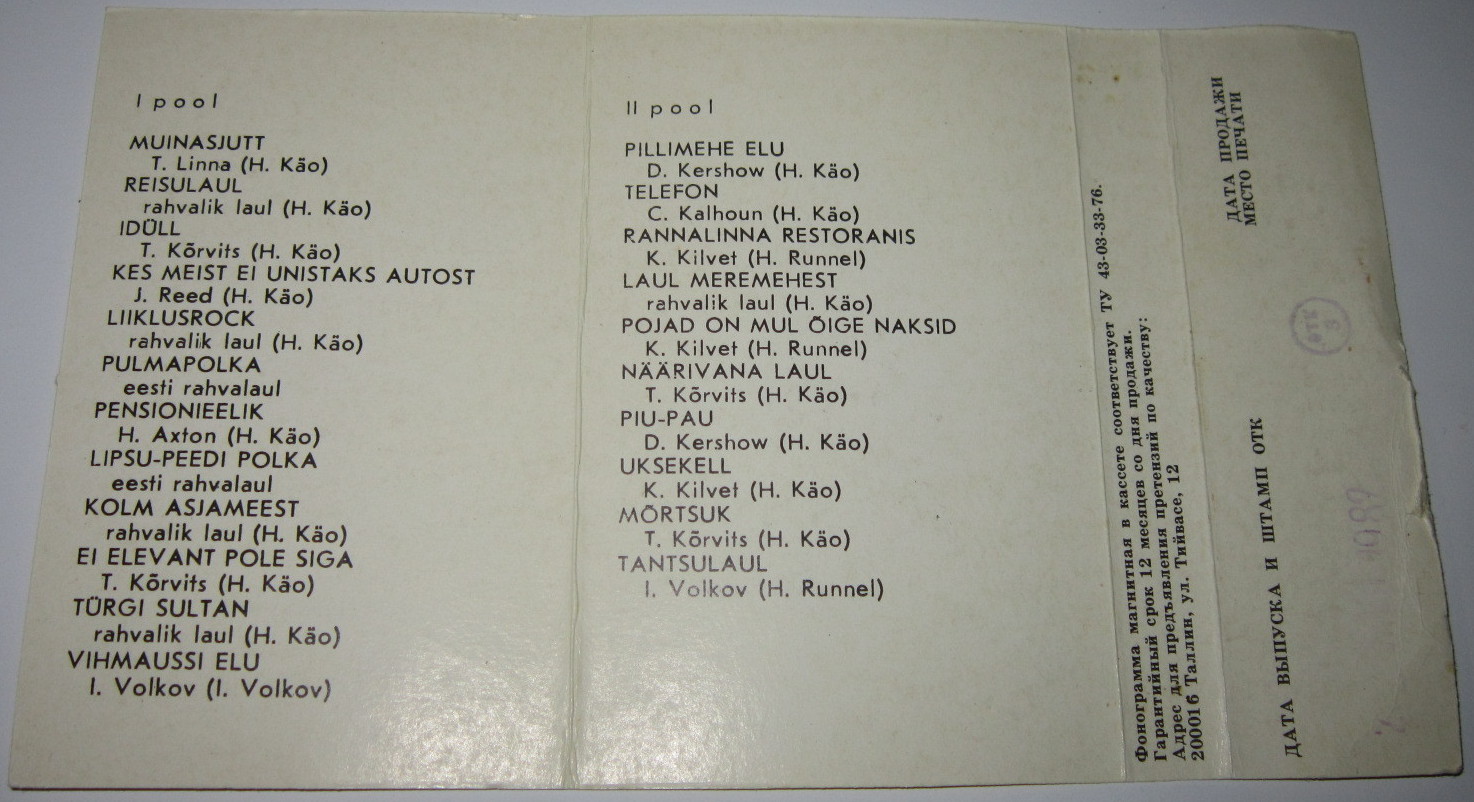 I pool
MUINASJUTT
T. Linna (H. Käo)
REISULAUL
rahvalik laul (H. Käo)
IDÜLL
T. Kõrvits (H. Käo)
KES MEIST EI UNISTAKS AUTOST
J. Reed (H. Käo)
LIIKLUSROCK
rahvalik laul (H. Käo)
PULMAPOLKA
eesti rahvalaul
PENSIONIEELIK
H. Axton (H. Käo)
LIPSU-PEEDI POLKA
eesti rahvalaul
KOLM ASJAMEEST
rahvalik laul (H. Käo)
EI ELEVANT POLE SIGA
T. Kõrvits (H. Käo)
TÜRGI SULTAN
rahvalik laul (H. Käo)
VIHMAUSSI ELU
I. Volkov (I. Volkov)
II pool
PILLIMEHE ELU
D. Kershow (H. Käo)
TELEFON
C. Kalhoun (H. Käo)
RANNALINNA RESTORANIS
K. Kilvet (H. Runnel)
LAUL MEREMEHEST
rahvalik laul (H. Käo)
POJAD ON MUL ÕIGE NAKSID
K. Kilvet (H. Runnel)
NÄÄRIVANA LAUL
T. Kõrvits (H. Käo)
PIU-PAU
D. Kershow (H. Käo)
UKSEKELL
K. Kilvet (H. Käo)
MÕRTSUK
T. Kõrvits (H. Käo)
TANTSULAUL
I. Volkov (H. Runnel)
Фонограмма магнитная в кассете соответствует ТУ 43-03-33-76.
Гарантийный срок 12 месяцев со дня продажи.
Адрес для предъявления претензий по качеству:
200016 Таллин, ул. Тийвасе, 12
ДАТА ПРОДАЖИ
МЕСТО ПЕЧАТИ
ДАТА ВЫПУСКА И ШТАМП ОТК
ОТК
3